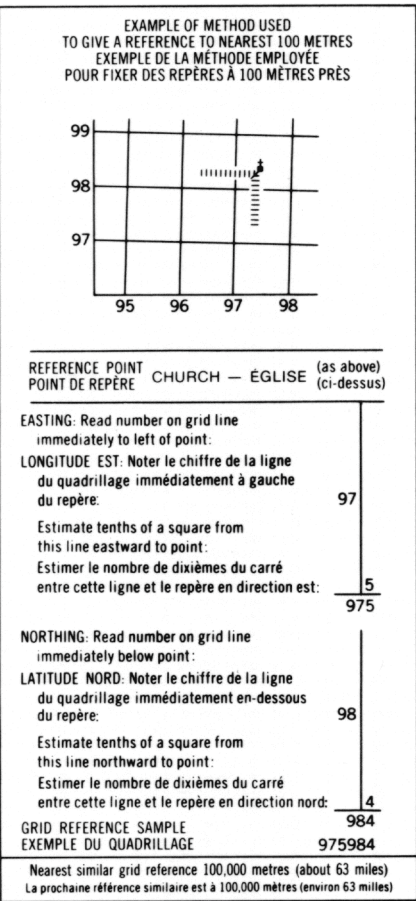 EXAMPLE OF METHOD USED
TO GIVE A REFERENCE TO NEAREST 100 METRES
EXEMPLE DE LA MÉTHODE EMPLOYÉE
POUR FIXER DES REPÈRES À 100 MÈTRES PRÈS
99
98
97
95 96 97 98
REFERENCE POINT
POINT DE REPÈRE
CHURCH — ÉGLISE
(as above)
(ci-dessus)
EASTING: Read number on grid line
immediately to left of point:
LONGITUDE EST: Noter le chiffre de la ligne
du quadrillage immédiatement à gauche
du repère: 97
Estimate tenths of a square from
this line eastward to point:
Estimer le nombre de dixièmes du carré
entre cette ligne et le repère en direction est: 5
975
NORTHING: Read number on grid line
immediately below point:
LATITUDE NORD: Noter le chiffre de la ligne
du quadrillage immédiatement en-dessous
du repère: 98
Estimate tenths of a square from
this line northward to point:
Estimer le nombre de dixièmes du carré
entre cette ligne et le repère en direction nord: 4
984
GRID REFERENCE SAMPLE
EXEMPLE DU QUADRILLAGE 975984
Nearest similar grid reference 100,000 metres (about 63 miles)
La prochaine référence similaire est à 100,000 mètres (environ 63 milles)